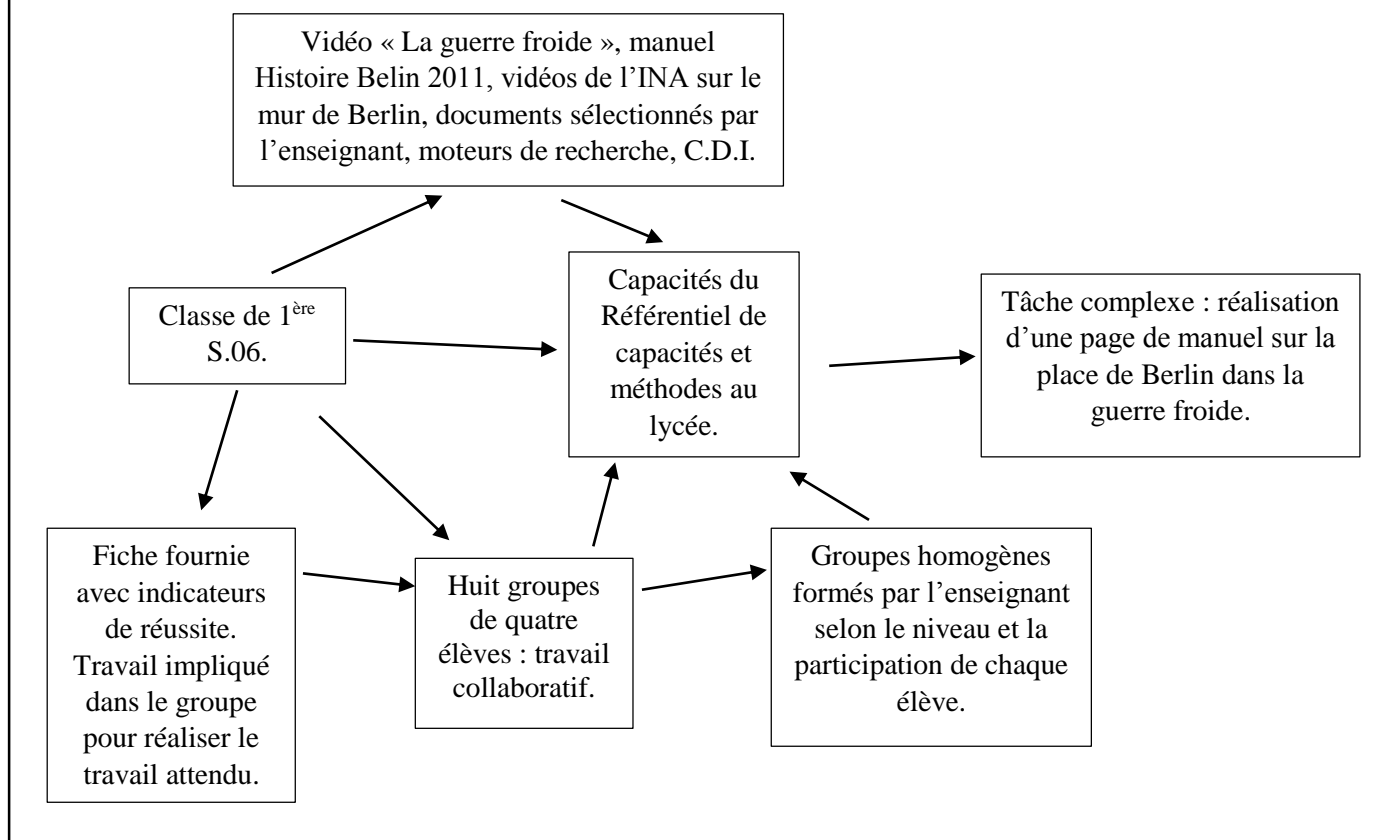 Vidéo « La guerre froide », manuel
Histoire Belin 2011, vidéos de l’INA sur le
mur de Berlin, documents sélectionnés par
l’enseignant, moteurs de recherche, C.D.I.
Classe de 1ère
S.06.
Capacités du
Référentiel de
capacités et
méthodes au
lycée.
Tâche complexe : réalisation
d’une page de manuel sur la
place de Berlin dans la
guerre froide.
Fiche fournie
avec indicateurs
de réussite.
Travail impliqué
dans le groupe
pour réaliser le
travail attendu.
Huit groupes
de quatre
élèves : travail
collaboratif.
Groupes homogènes
formés par l’enseignant
selon le niveau et la
participation de chaque
élève.